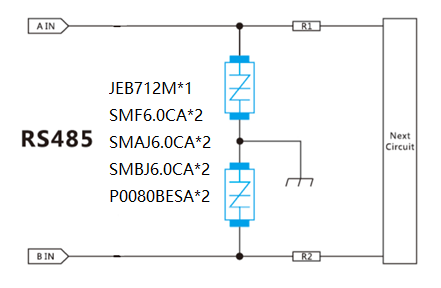 A IN
R1
JEB712M*1
SMF6.0CA*2
RS485
SMAJ6.0CA*2
SMBJ6.0CA*2
P0080BESA*2
Next
Circuit
B IN
R2